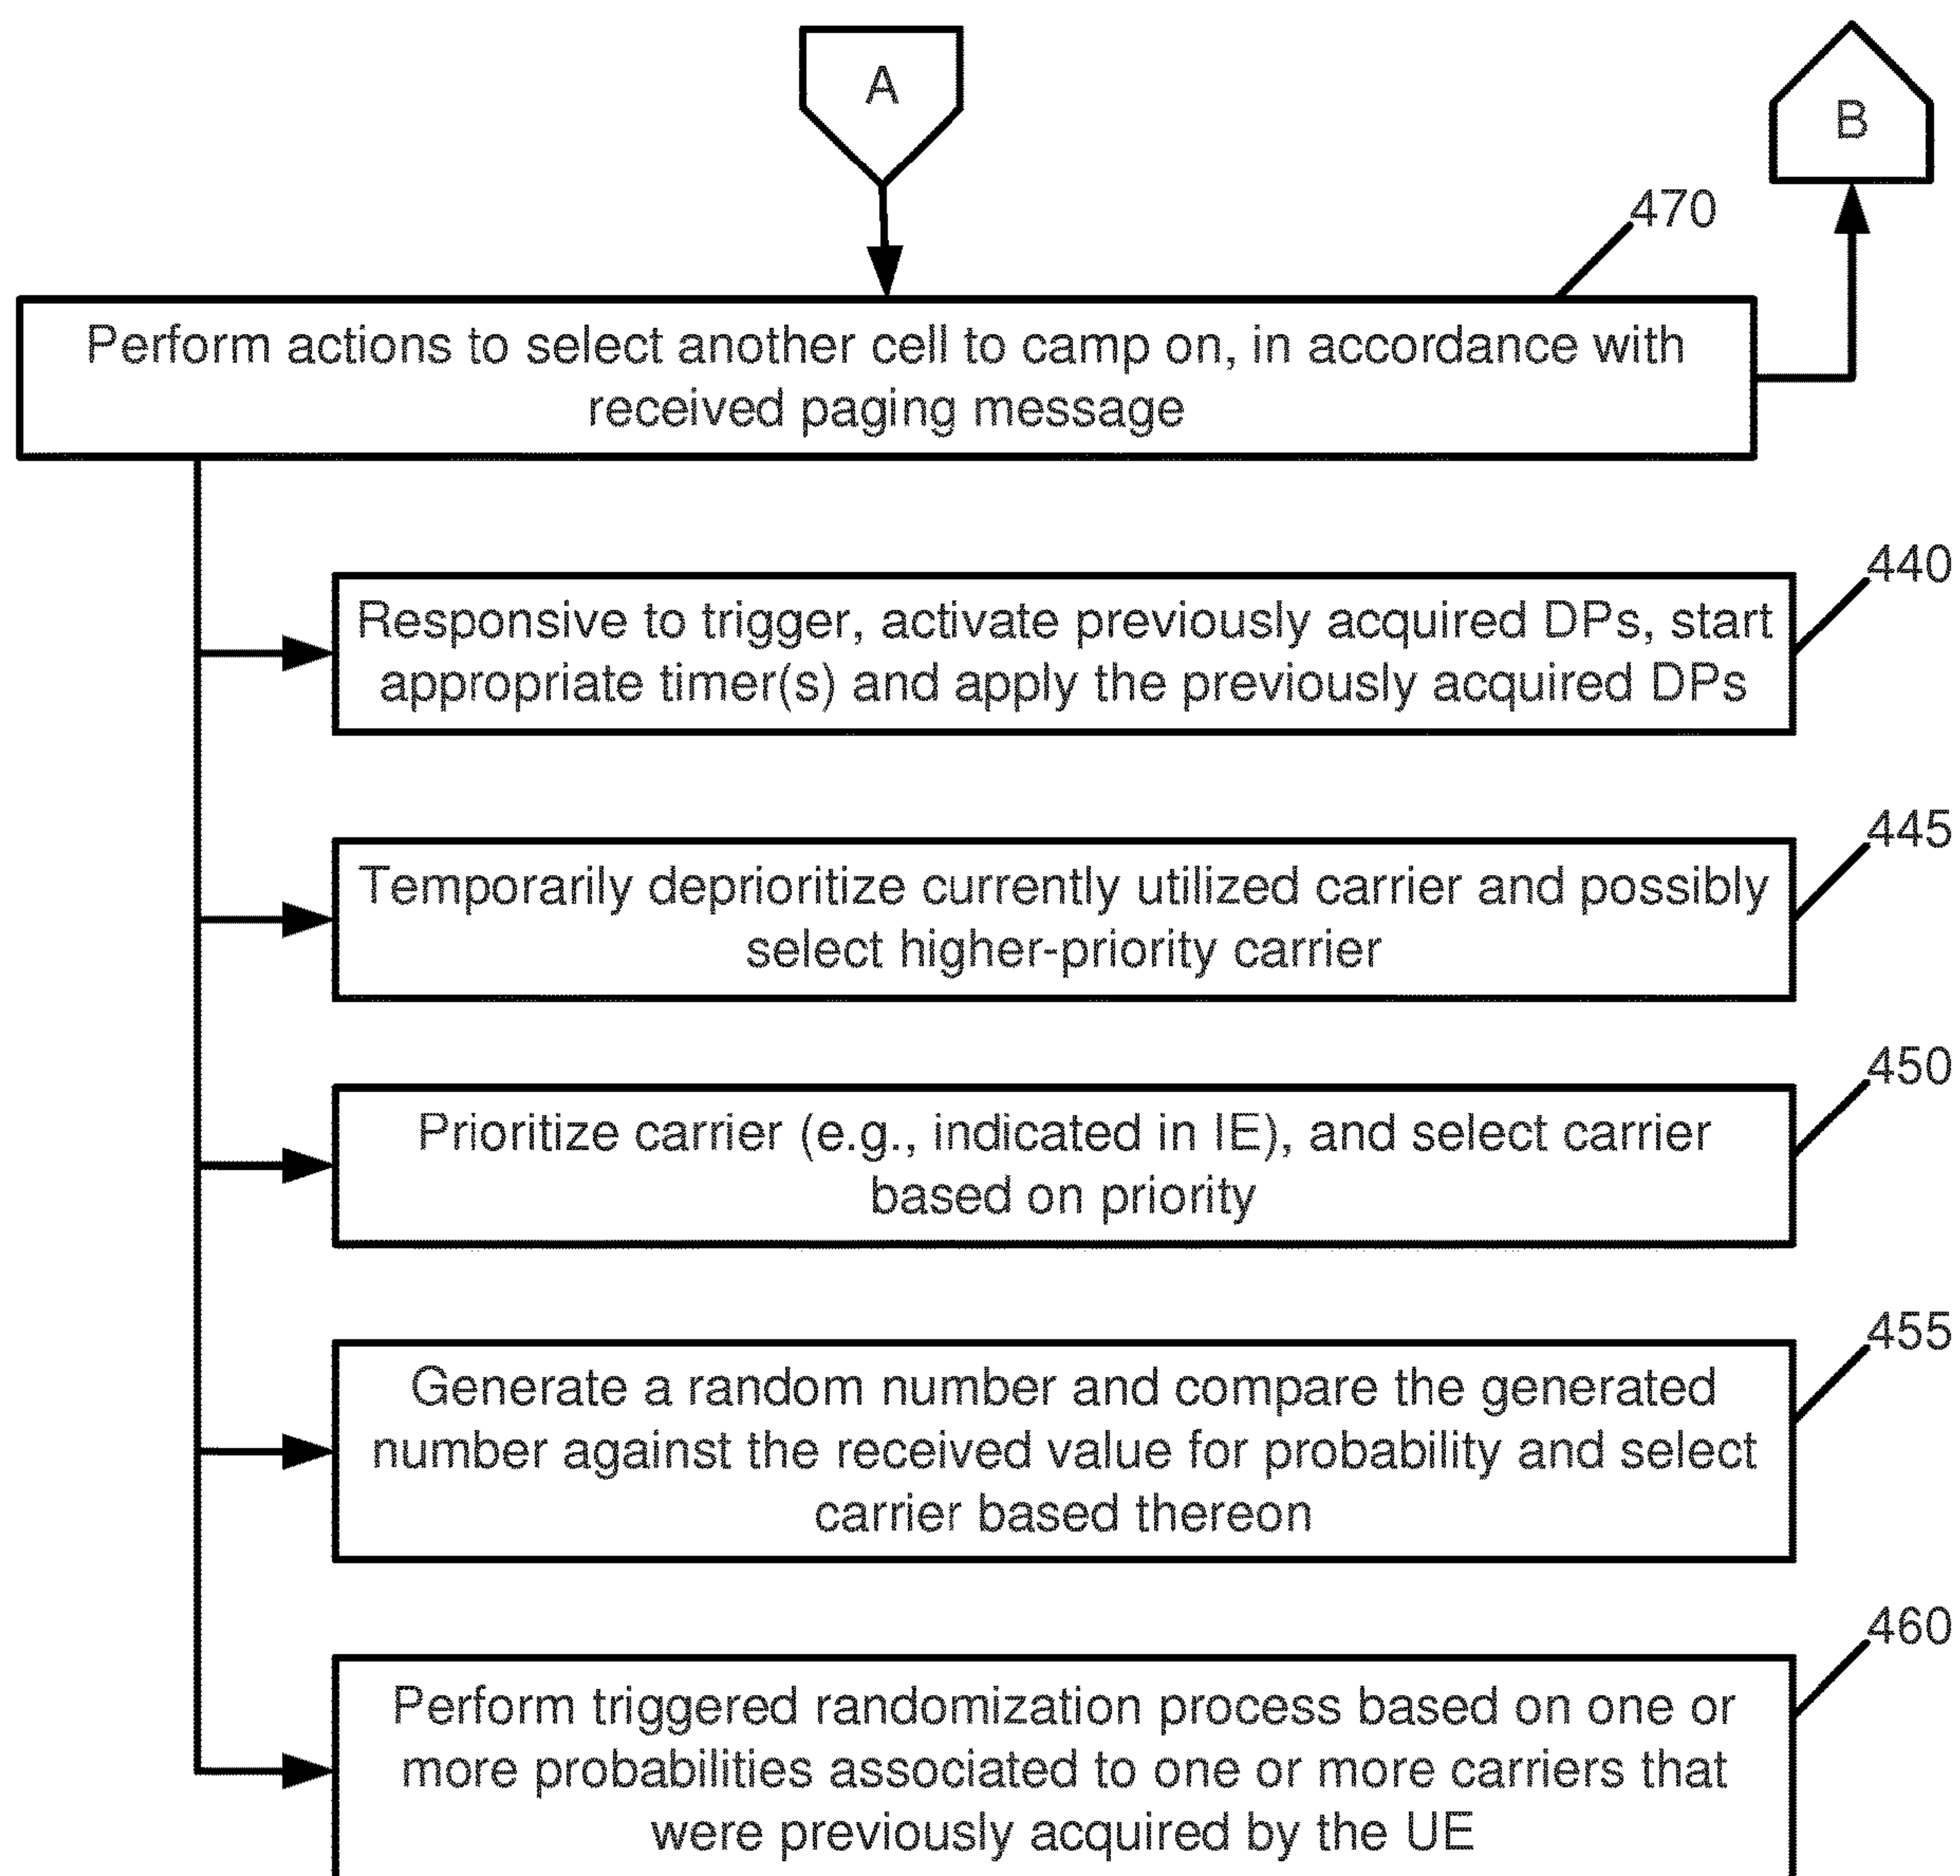 A
B
470
Perform actions to select another cell to camp on, in accordance with
received paging message
440
Responsive to trigger, activate previously acquired DPs, start
appropriate timer(s) and apply the previously acquired DPs
445
Temporarily deprioritize currently utilized carrier and possibly
select higher-priority carrier
450
Prioritize carrier (e.g., indicated in IE), and select carrier
based on priority
455
Generate a random number and compare the generated
number against the received value for probability and select
carrier based thereon
460
Perform triggered randomization process based on one or
more probabilities associated to one or more carriers that
were previously acquired by the UE